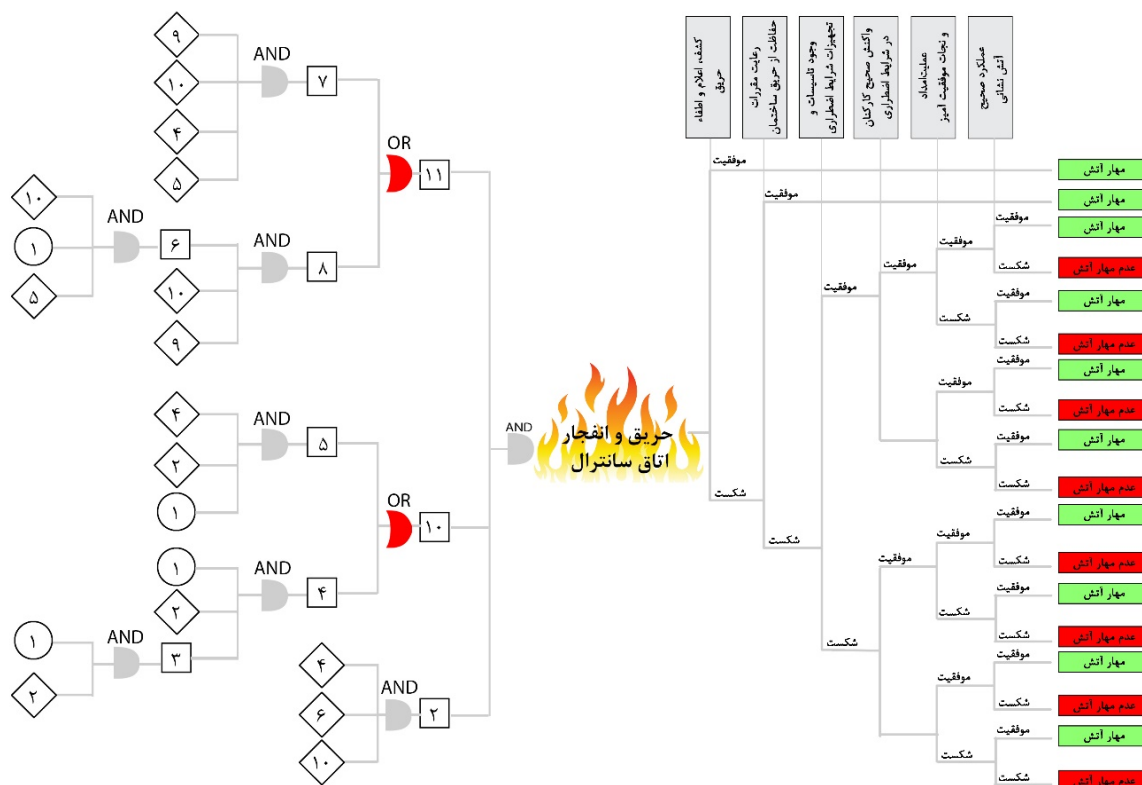 ۹
۱۰
۴
۵
AND
۷
OR
۱۱
۱۰
۱
۵
AND
۶
۱۰
۹
AND
۸
۴
۲
۱
AND
۵
OR
۱۰
۱
۲
AND
۴
۱
۲
AND
۳
۴
۶
۱۰
AND
۲
AND
حریق و انفجار
اتاق سانترال
کشف، اعلام و اطفاء
حریق
رعایت مقررات
حفاظت از حریق ساختمان
وجود تاسیسات و
تجهیزات شرایط اضطراری
واکنش صحیح کارکنان
در شرایط اضطراری
عملیات‌امداد
و نجات موفقیت آمیز
عملکرد صحیح
آتش نشانی
موفقیت
مهار آتش
موفقیت
مهار آتش
موفقیت
مهار آتش
موفقیت
موفقیت
موفقیت
شکست
عدم مهار آتش
موفقیت
مهار آتش
شکست
شکست
عدم مهار آتش
مهار آتش
موفقیت
موفقیت
شکست
عدم مهار آتش
موفقیت
مهار آتش
شکست
شکست
عدم مهار آتش
شکست
شکست
موفقیت
مهار آتش
موفقیت
موفقیت
شکست
عدم مهار آتش
موفقیت
مهار آتش
شکست
شکست
عدم مهار آتش
شکست
موفقیت
مهار آتش
موفقیت
شکست
عدم مهار آتش
موفقیت
مهار آتش
شکست
شکست
عدم مهار آتش